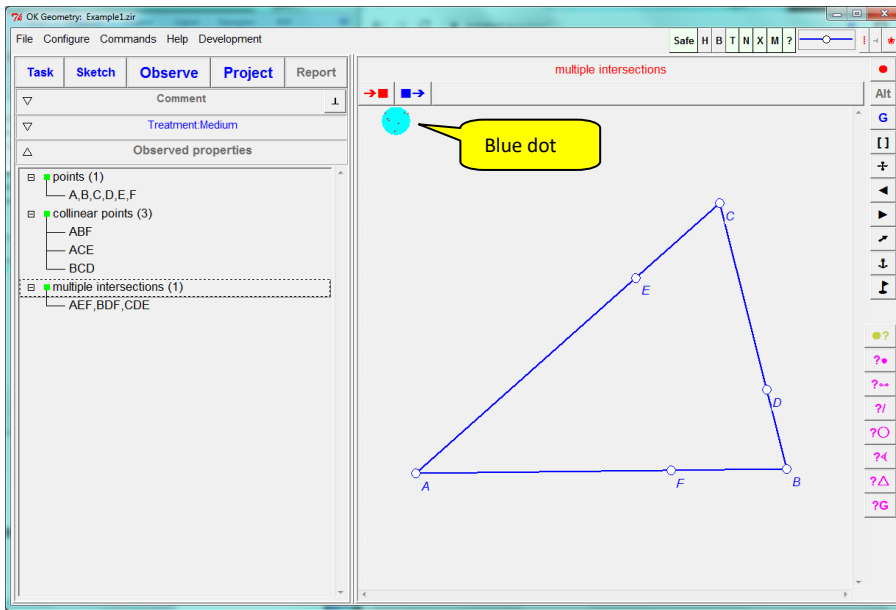 OK Geometry: Example1.zir
File Configure Commands Help Development
Safe H B T N X M ?
Task Sketch Observe Project Report
Comment
Treatment:Medium
Observed properties
points (1)
A,B,C,D,E,F
collinear points (3)
ABF
ACE
BCD
multiple intersections (1)
AEF,BDF,CDE
multiple intersections
Blue dot
C
E
D
A
F
B
Alt
G
[ ]
?
?
?
?/
?
?
?
?G